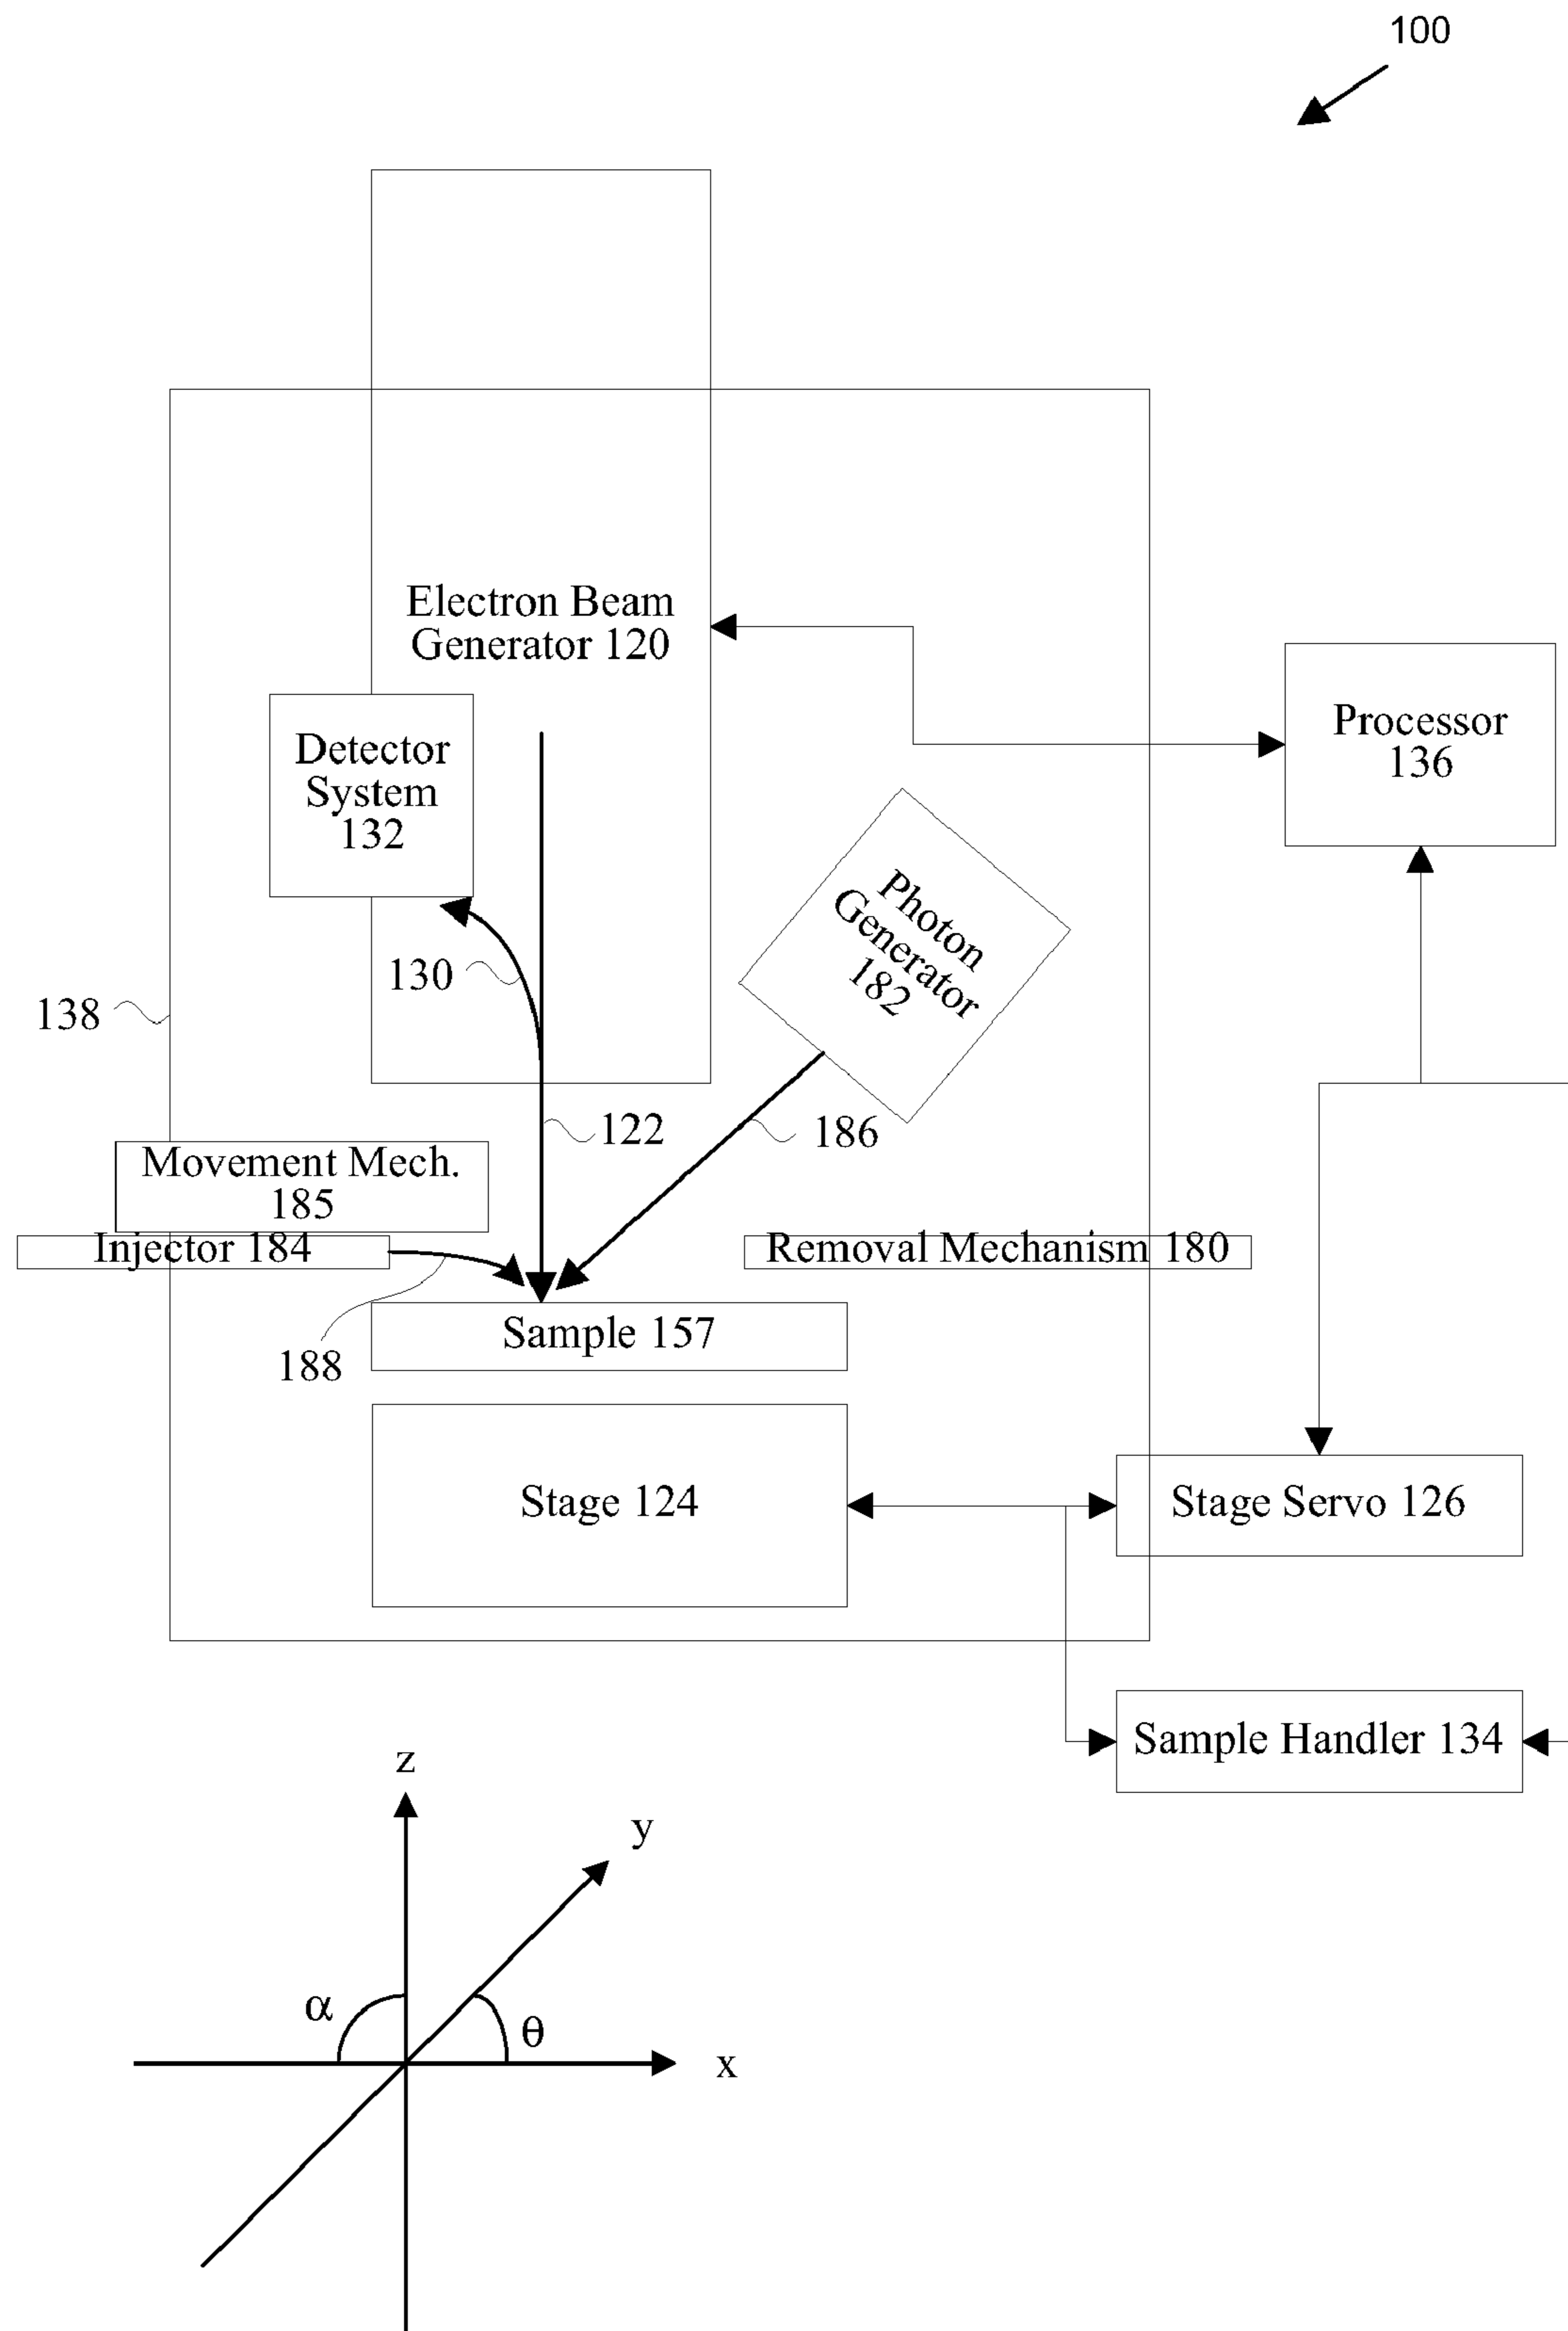 100
Electron Beam
Generator 120
Detector
System
132
Processor
136
Photon
Generator
182
130
138
122
186
Movement Mech.
185
Injector 184
Removal Mechanism 180
Sample 157
188
Stage 124
Stage Servo 126
Sample Handler 134
z
y
α
θ
x